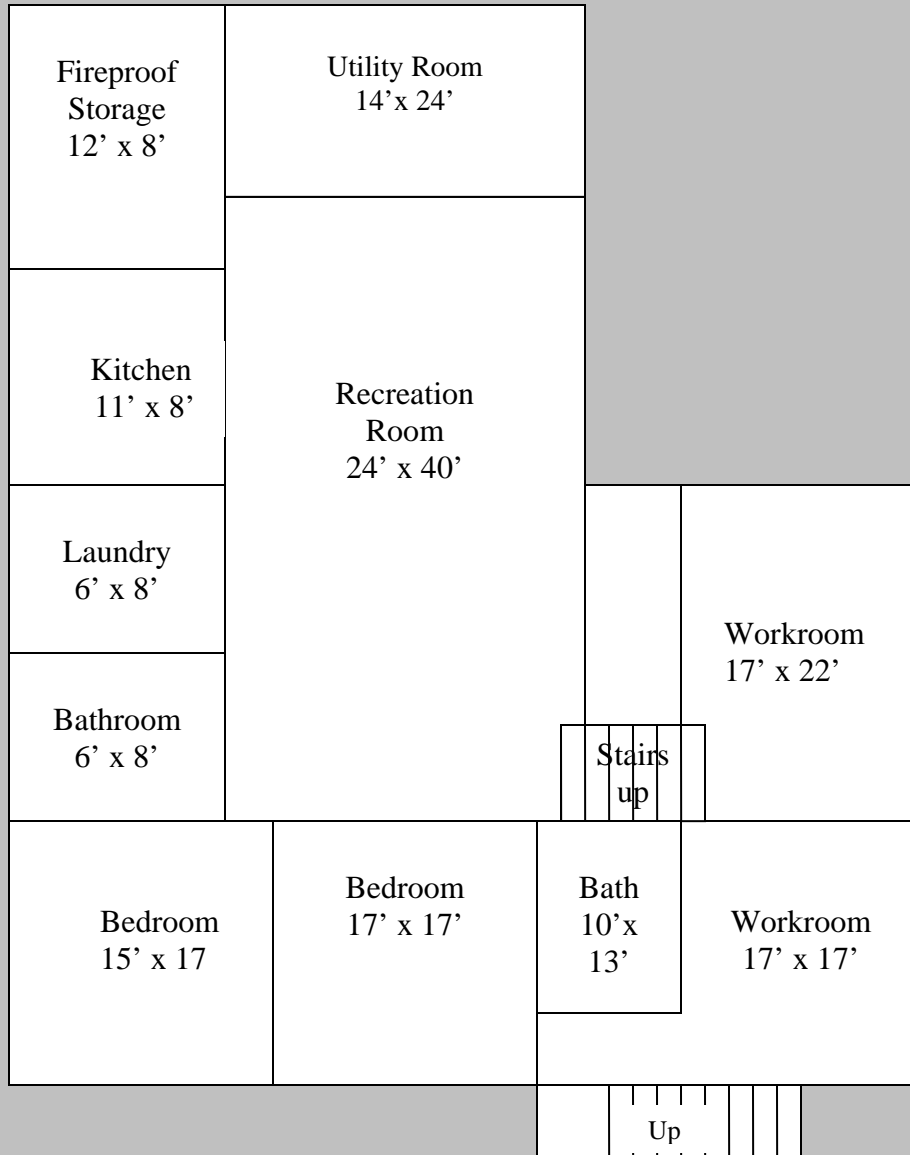 Fireproof
Storage
12’ x 8’
Utility Room
14’x 24’
Kitchen
11’ x 8’
Recreation
Room
24’ x 40’
Laundry
6’ x 8’
Workroom
17’ x 22’
Bathroom
6’ x 8’
Stairs
up
Bedroom
15’ x 17
Bedroom
17’ x 17’
Bath
10’x
13’
Workroom
17’ x 17’
Up